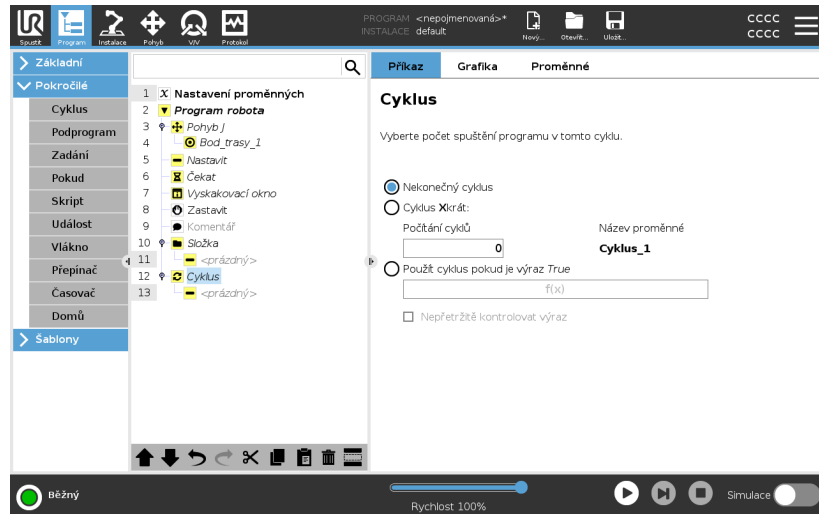 UR
Spustit
Program
Instalace
Pohyb
V/V
Protokol
PROGRAM <nepojmenovaná>*
INSTALACE default
Nový...
Otevřít...
Uložit...
cccc
cccc
Základní
Pokročilé
Cyklus
Podprogram
Zadání
Pokud
Skript
Událost
Vlákno
Přepínač
Časovač
Domů
Šablony
1 X Nastavení proměnných
2 Program robota
3 Pohyb J
4 Bod_trasy_1
5 Nastavit
6 Čekat
7 Vyskakovací okno
8 Zastavit
9 Komentář
10 Složka
11 <prázdný>
12 Cyklus
13 <prázdný>
Příkaz Grafika Proměnné
Cyklus
Vyberte počet spuštění programu v tomto cyklu.
Nekonečný cyklus
Cyklus Xkrát:
Počítání cyklů Název proměnné
0 Cyklus_1
Použít cyklus pokud je výraz True
f(x)
Nepřetržitě kontrolovat výraz
Běžný
Rychlost 100%
Simulace